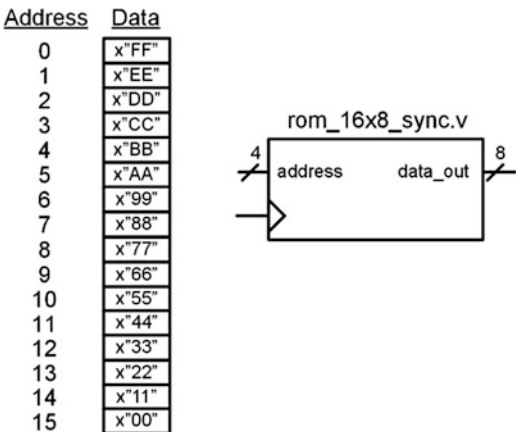 Address Data
0 x"FF"
1 x"EE"
2 x"DD"
3 x"CC"
4 x"BB"
5 x"AA"
6 x"99"
7 x"88"
8 x"77"
9 x"66"
10 x"55"
11 x"44"
12 x"33"
13 x"22"
14 x"11"
15 x"00"
rom_16x8_sync.v
4 address data_out 8